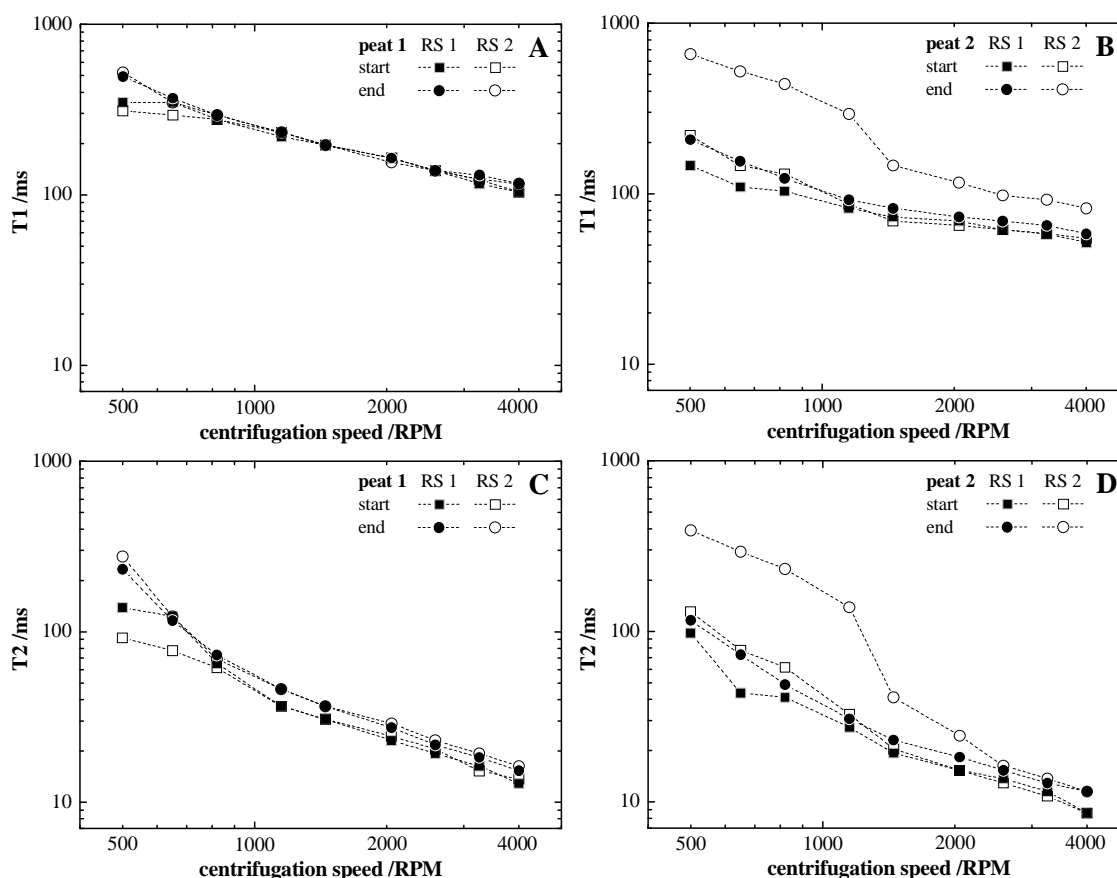 1000
100
10
T1 /ms
peat 1 RS 1 RS 2
start
end
A
500 1000 2000 4000
centrifugation speed /RPM
1000
100
10
T1 /ms
peat 2 RS 1 RS 2
start
end
B
500 1000 2000 4000
centrifugation speed /RPM
1000
100
10
T2 /ms
peat 1 RS 1 RS 2
start
end
C
500 1000 2000 4000
centrifugation speed /RPM
1000
100
10
T2 /ms
peat 2 RS 1 RS 2
start
end
D
500 1000 2000 4000
centrifugation speed /RPM